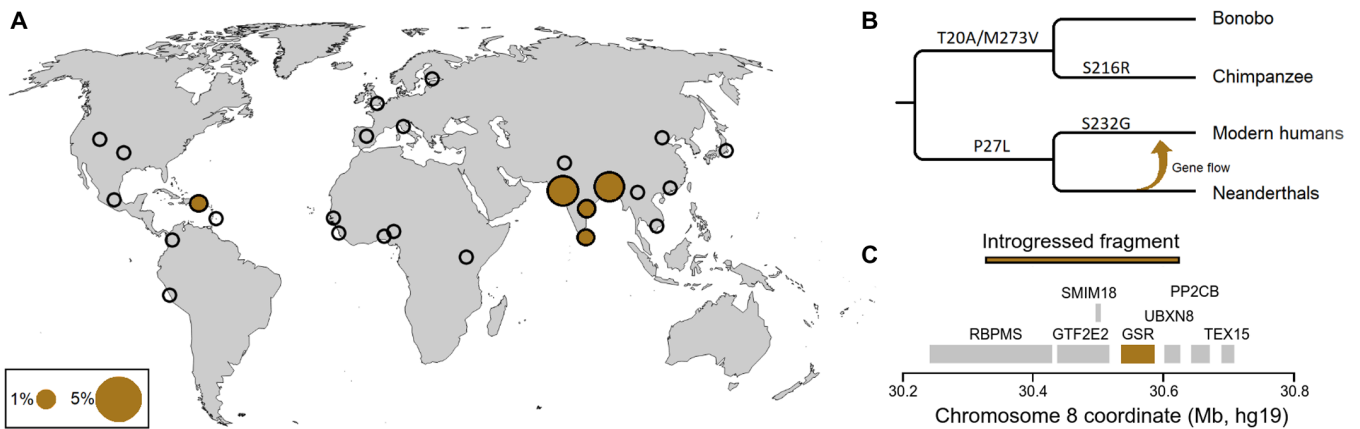 A
1%
5%
B
Bonobo
T20A/M273V
S216R
Chimpanzee
S232G
Modern humans
P27L
Gene flow
Neanderthals
C
Introgressed fragment
SMIM18
PP2CB
UBXN8
RBPMS
GTF2E2
GSR
TEX15
30.2
30.4
30.6
30.8
Chromosome 8 coordinate (Mb, hg19)